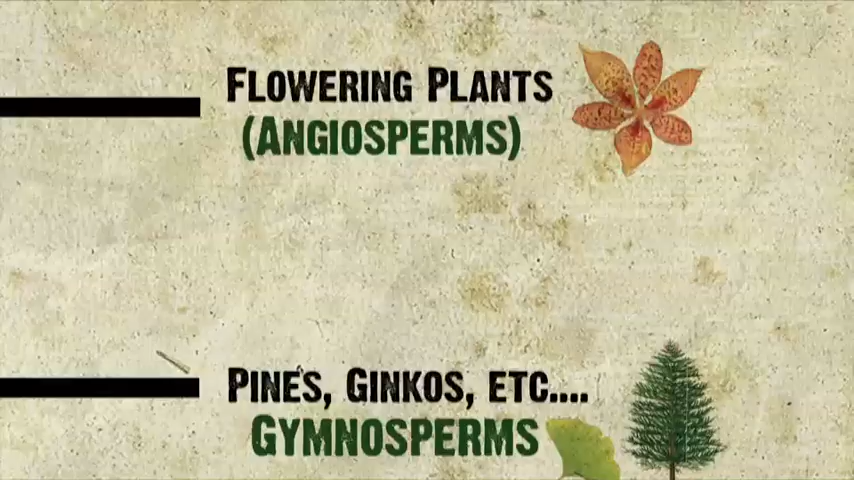 FLOWERING PLANTS
(ANGIOSPERMS)
PINES, GINKOS, ETC....
GYMNOSPERMS